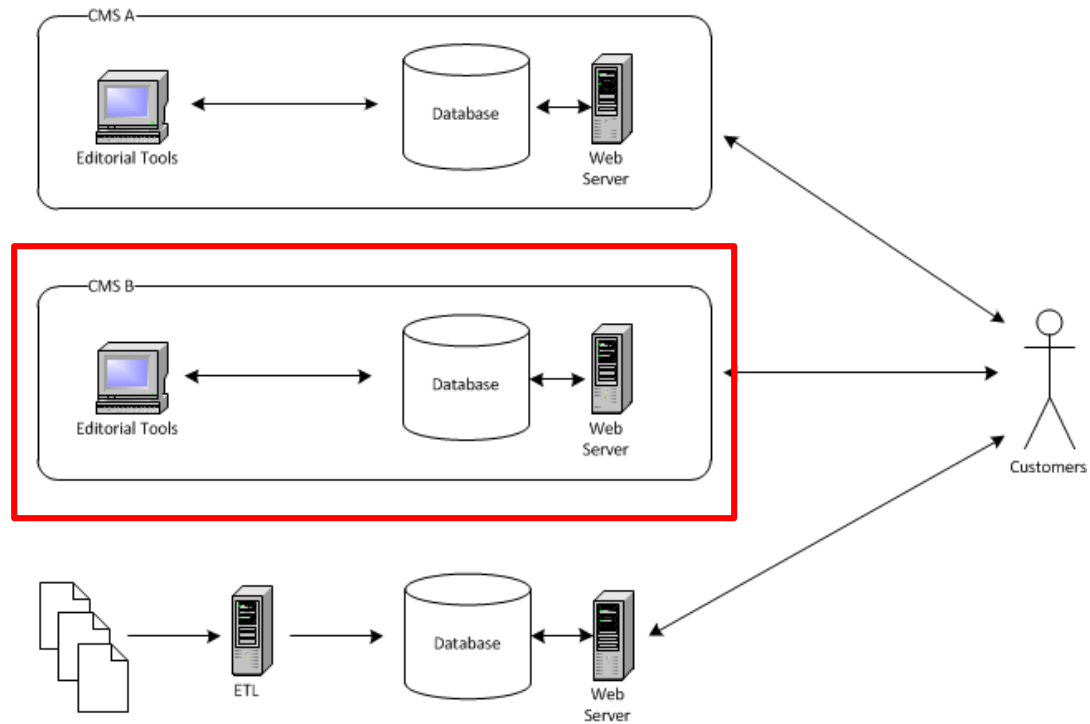 CMS A
Database
Editorial Tools
Web
Server
CMS B
Database
Editorial Tools
Web
Server
Customers
Database
ETL
Web
Server